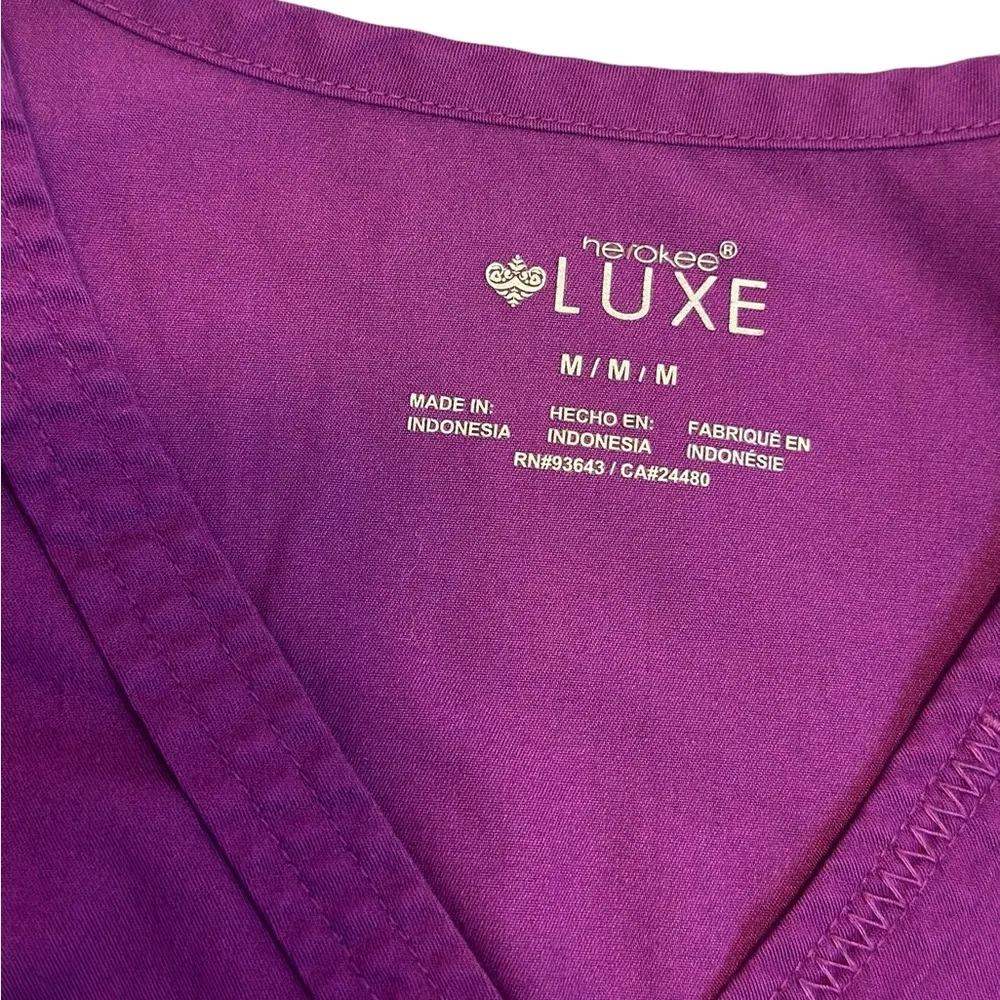 herokee®
LUXE
M / M / M
MADE IN: HECHO EN: FABRIQUÉ EN
INDONESIA INDONESIA INDONÉSIE
RN#93643 / CA#24480